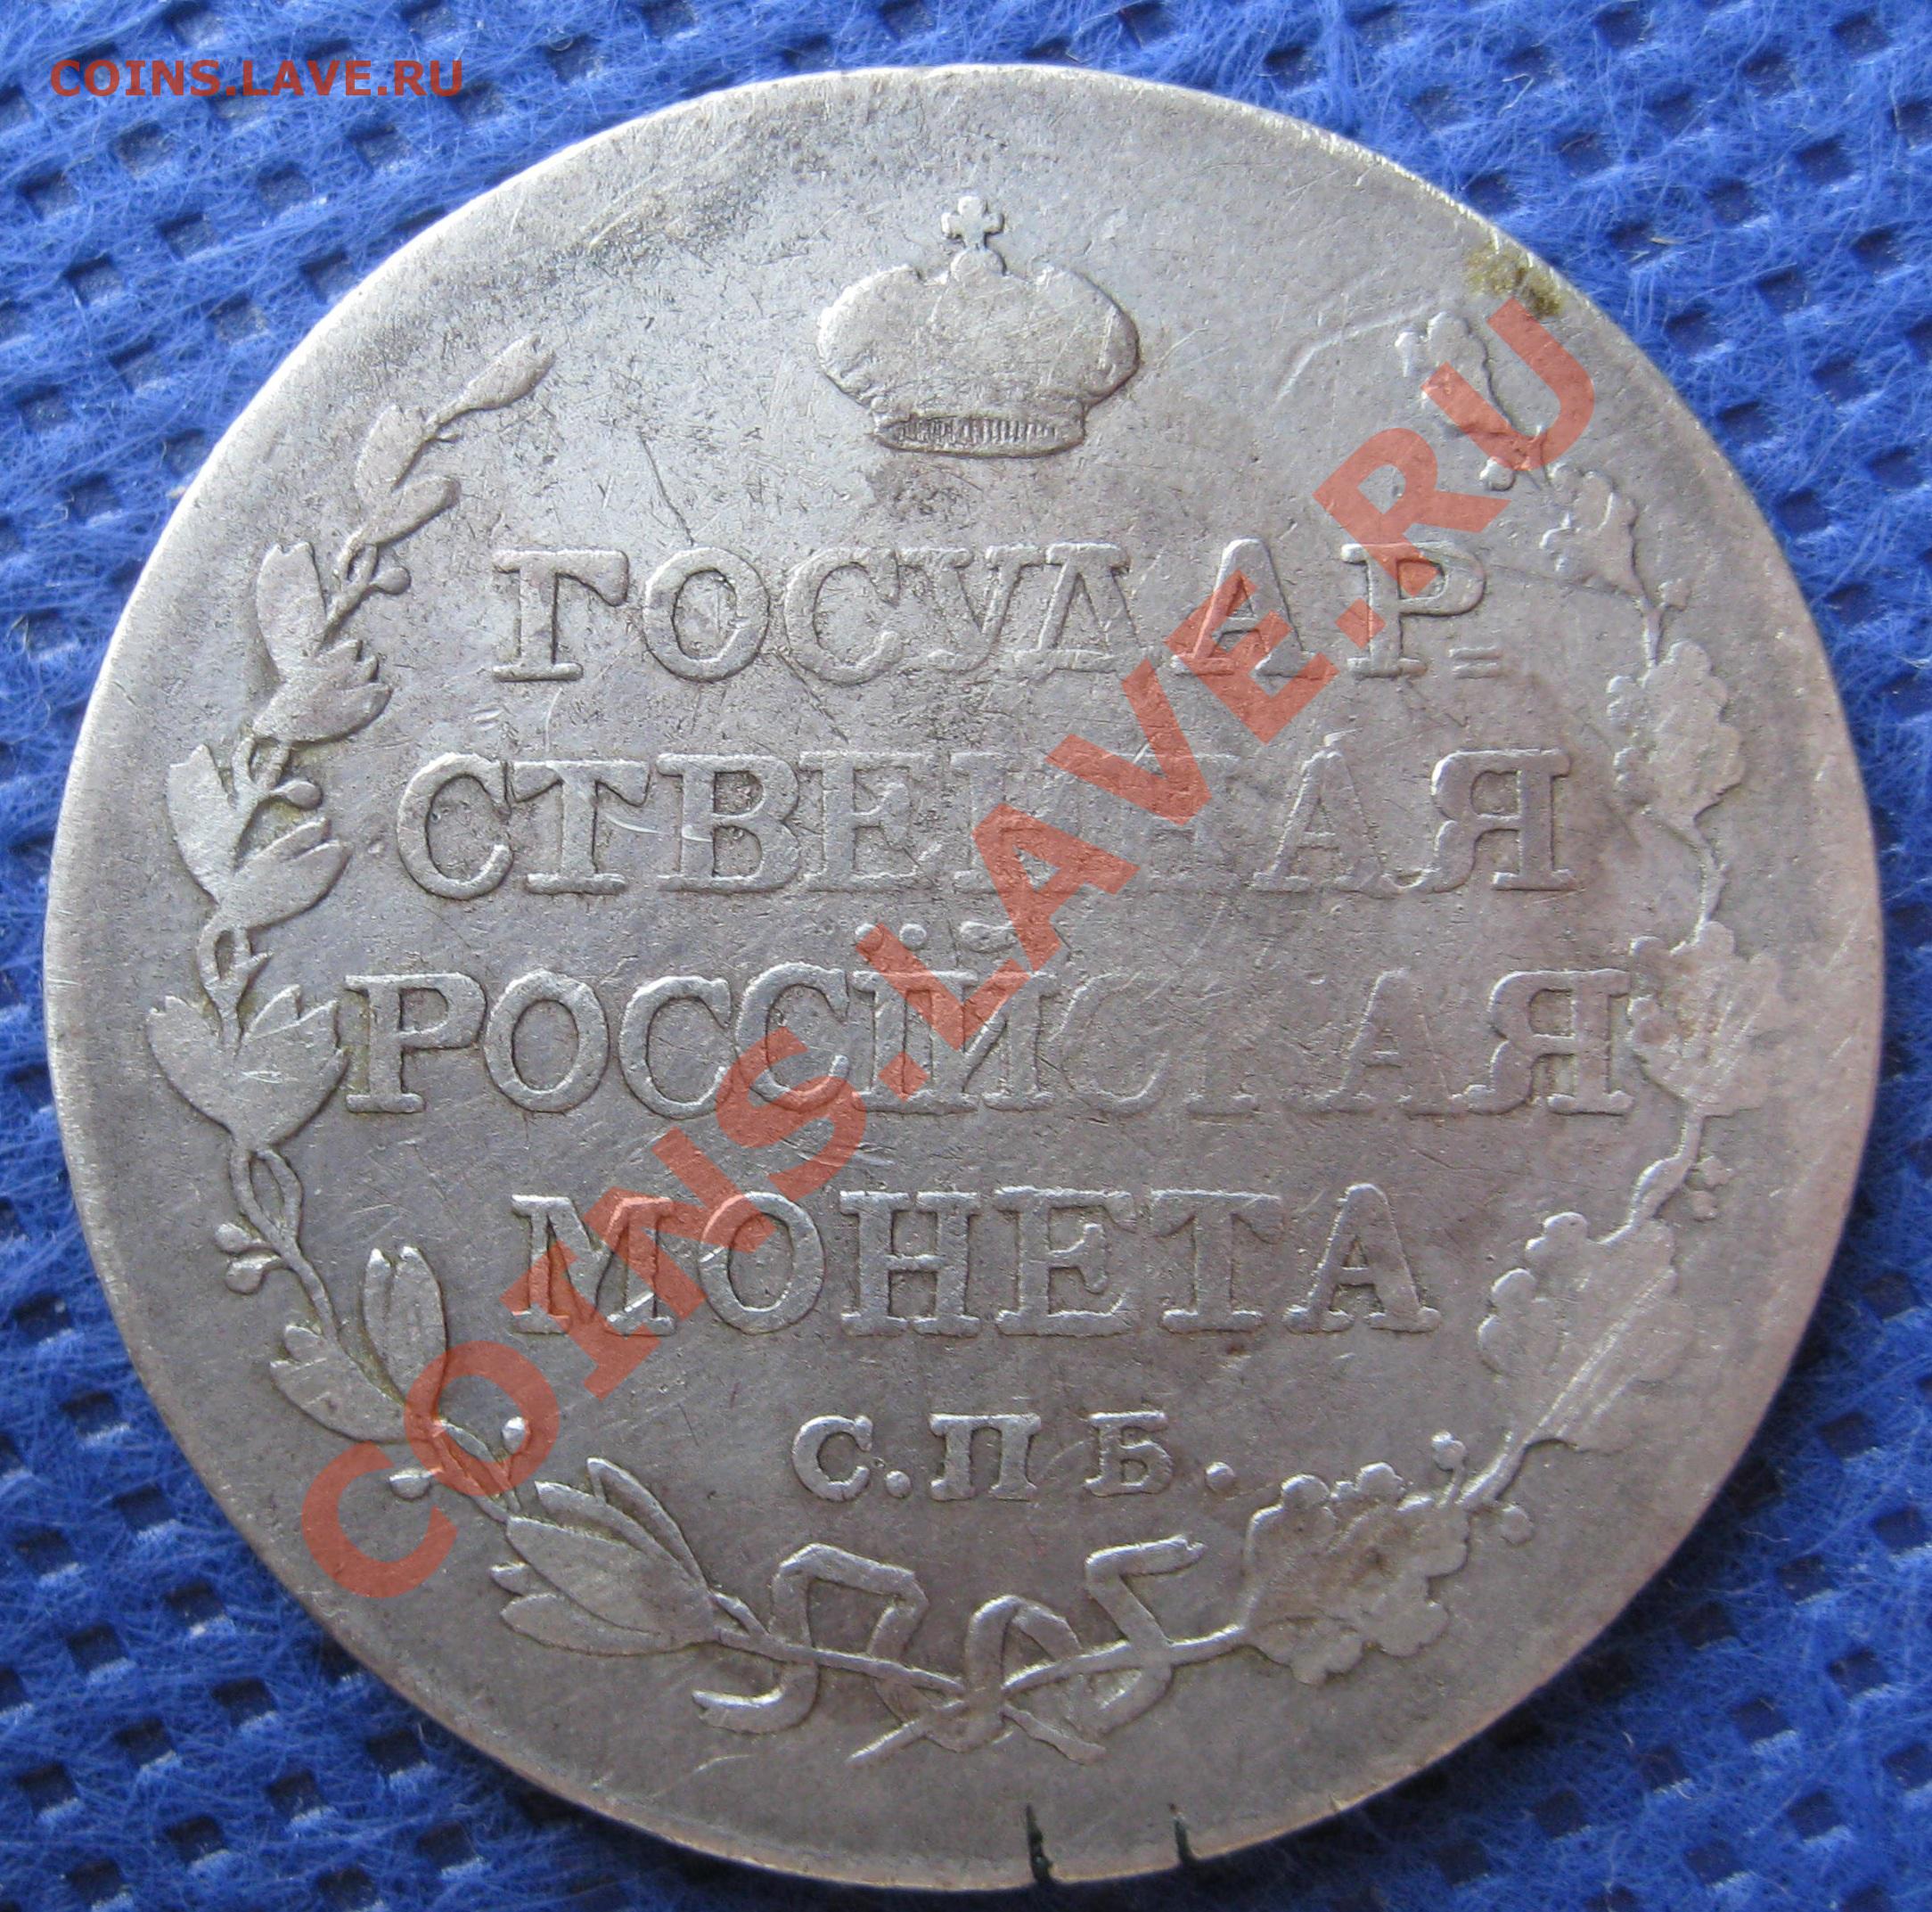 COINS.LAVE.RU
ГОСУДАР=
СТВЕННАЯ
РОССІЙСКАЯ
МОНЕТА
С.П Б.
COINS.LAVE.RU